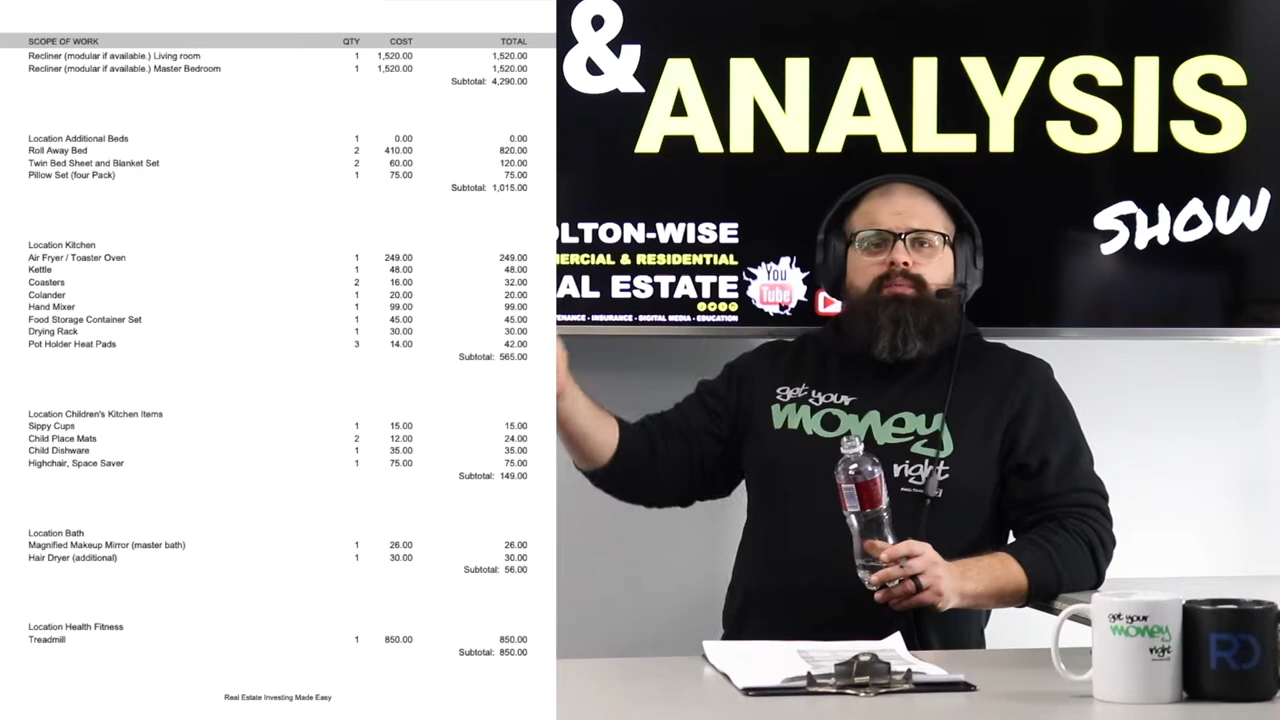 SCOPE OF WORK QTY COST TOTAL
Recliner (modular if available.) Living room 1 1,520.00 1,520.00
Recliner (modular if available.) Master Bedroom 1 1,520.00 1,520.00
Subtotal: 4,290.00
Location Additional Beds 1 0.00 0.00
Roll Away Bed 2 410.00 820.00
Twin Bed Sheet and Blanket Set 2 60.00 120.00
Pillow Set (four Pack) 1 75.00 75.00
Subtotal: 1,015.00
Location Kitchen
Air Fryer / Toaster Oven 1 249.00 249.00
Kettle 1 48.00 48.00
Coasters 2 16.00 32.00
Colander 1 20.00 20.00
Hand Mixer 1 99.00 99.00
Food Storage Container Set 1 45.00 45.00
Drying Rack 1 30.00 30.00
Pot Holder Heat Pads 3 14.00 42.00
Subtotal: 565.00
Location Children's Kitchen Items
Sippy Cups 1 15.00 15.00
Child Place Mats 2 12.00 24.00
Child Dishware 1 35.00 35.00
Highchair, Space Saver 1 75.00 75.00
Subtotal: 149.00
Location Bath
Magnified Makeup Mirror (master bath) 1 26.00 26.00
Hair Dryer (additional) 1 30.00 30.00
Subtotal: 56.00
Location Health Fitness
Treadmill 1 850.00 850.00
Subtotal: 850.00
Real Estate Investing Made Easy
&
ANALYSIS
SHOW
OLTON-WISE
ERCIAL & RESIDENTIAL
AL ESTATE
TENANCE • INSURANCE • DIGITAL MEDIA • EDUCATION
You
Tube
get your
money
right
get your
money
right
RD